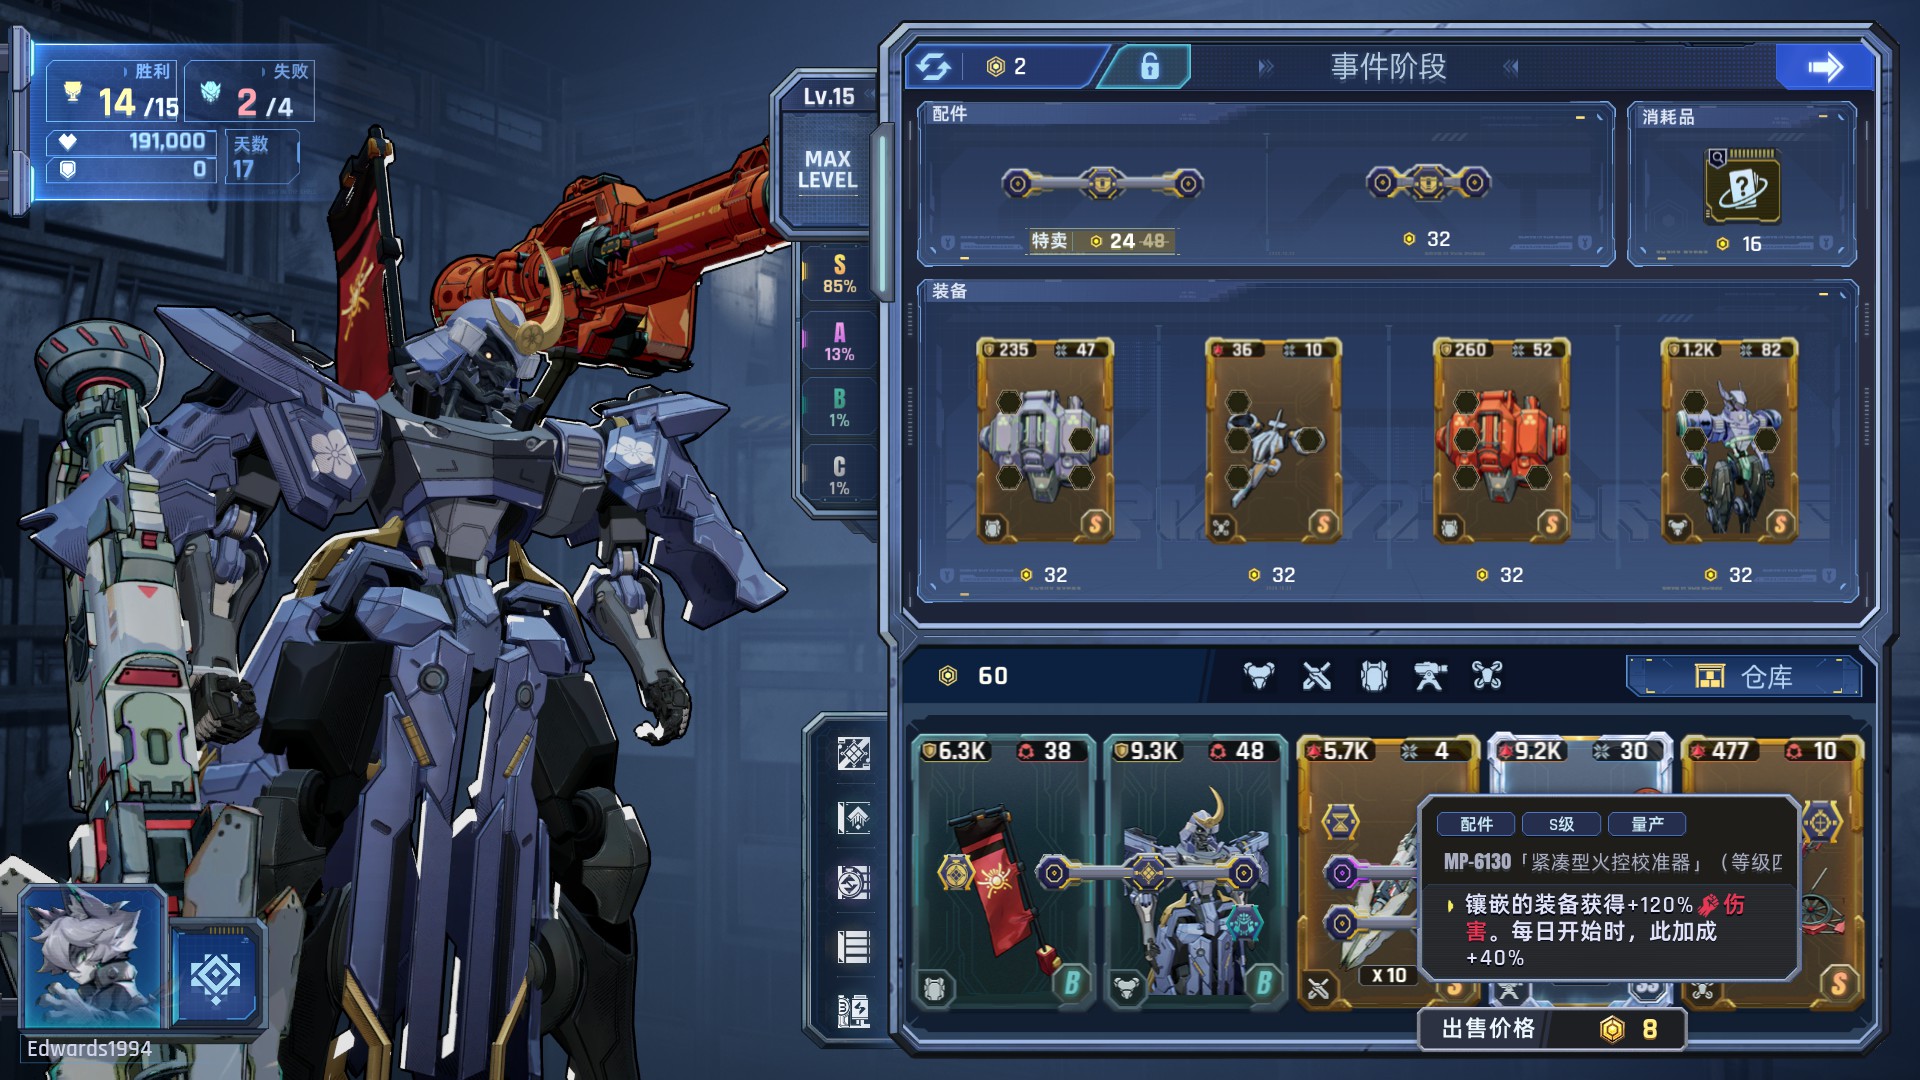 胜利
14 /15
失败
2 /4
191,000
0
天数
17
Lv.15
MAX
LEVEL
S
85%
A
13%
B
1%
C
1%
2
事件阶段
配件
特卖 24 48
32
消耗品
16
装备
235 47
36 10
260 52
1.2K 82
S
S
S
S
32
32
32
32
60
仓库
6.3K 38
9.3K 48
5.7K 4
9.2K 30
477 10
B
B
x10
S
配件 S级 量产
MP-6130「紧凑型火控校准器」（等级
镶嵌的装备获得+120% 伤
害。每日开始时，此加成
+40%
出售价格 8
Edwards1994